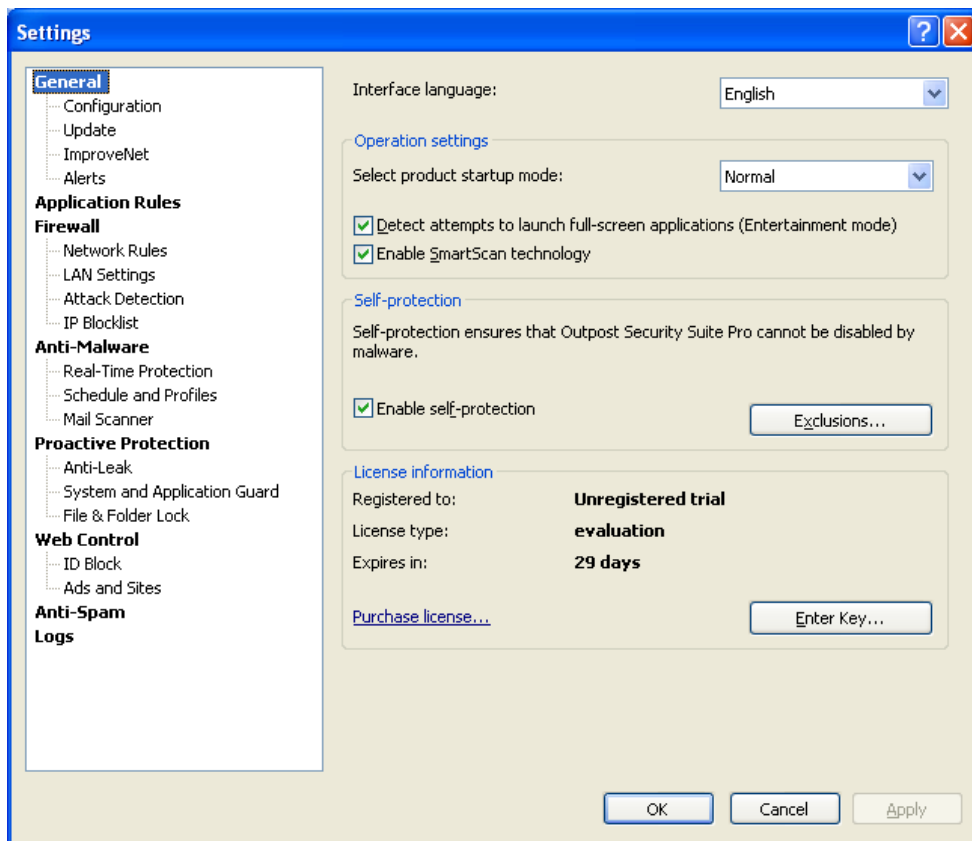 Settings
General
Configuration
Update
ImproveNet
Alerts
Application Rules
Firewall
Network Rules
LAN Settings
Attack Detection
IP Blocklist
Anti-Malware
Real-Time Protection
Schedule and Profiles
Mail Scanner
Proactive Protection
Anti-Leak
System and Application Guard
File & Folder Lock
Web Control
ID Block
Ads and Sites
Anti-Spam
Logs
Interface language: English
Operation settings
Select product startup mode: Normal
Detect attempts to launch full-screen applications (Entertainment mode)
Enable SmartScan technology
Self-protection
Self-protection ensures that Outpost Security Suite Pro cannot be disabled by
malware.
Enable self-protection Exclusions...
License information
Registered to: Unregistered trial
License type: evaluation
Expires in: 29 days
Purchase license... Enter Key...
OK Cancel Apply